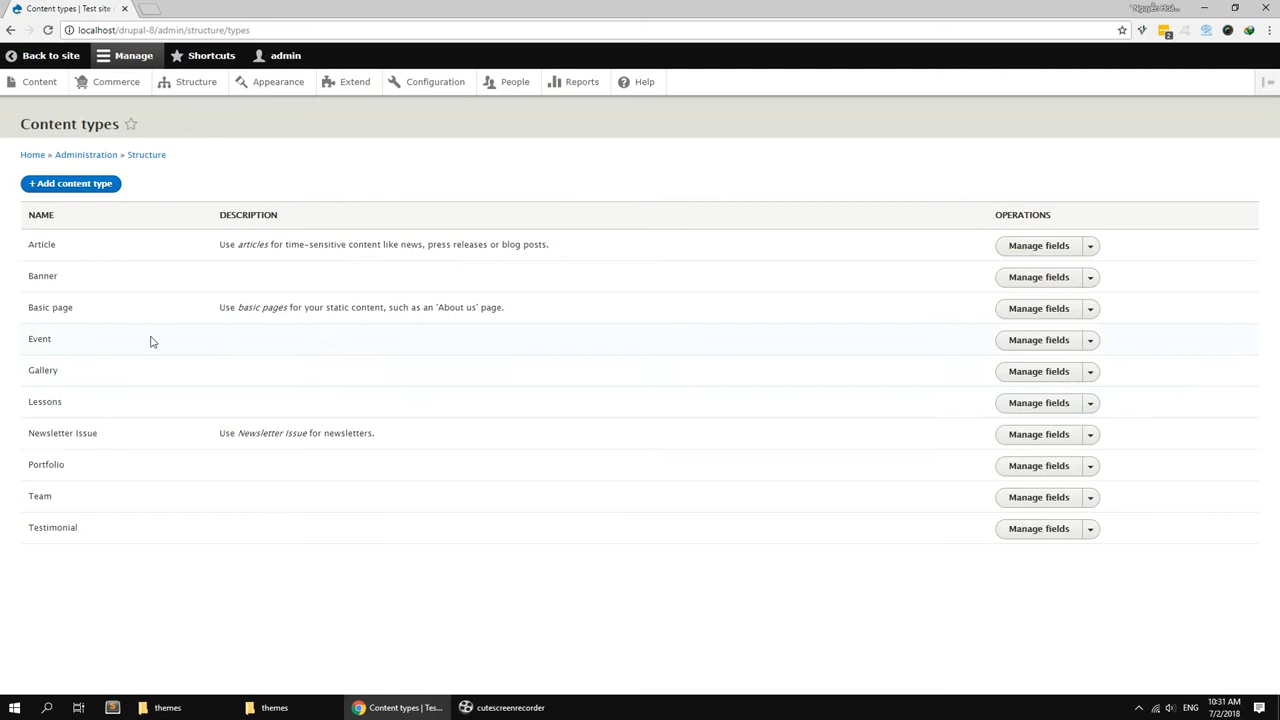 Content types | Test site
localhost/drupal-8/admin/structure/types
2
Back to site
Manage
Shortcuts
admin
Content
Commerce
Structure
Appearance
Extend
Configuration
People
Reports
Help
Content types
Home » Administration » Structure
+ Add content type
NAME DESCRIPTION OPERATIONS
Article Use articles for time-sensitive content like news, press releases or blog posts. Manage fields
Banner Manage fields
Basic page Use basic pages for your static content, such as an 'About us' page. Manage fields
Event Manage fields
Gallery Manage fields
Lessons Manage fields
Newsletter Issue Use Newsletter Issue for newsletters. Manage fields
Portfolio Manage fields
Team Manage fields
Testimonial Manage fields
themes
themes
Content types | Tes...
cutescreenrecorder
ENG
10:31 AM
7/2/2018